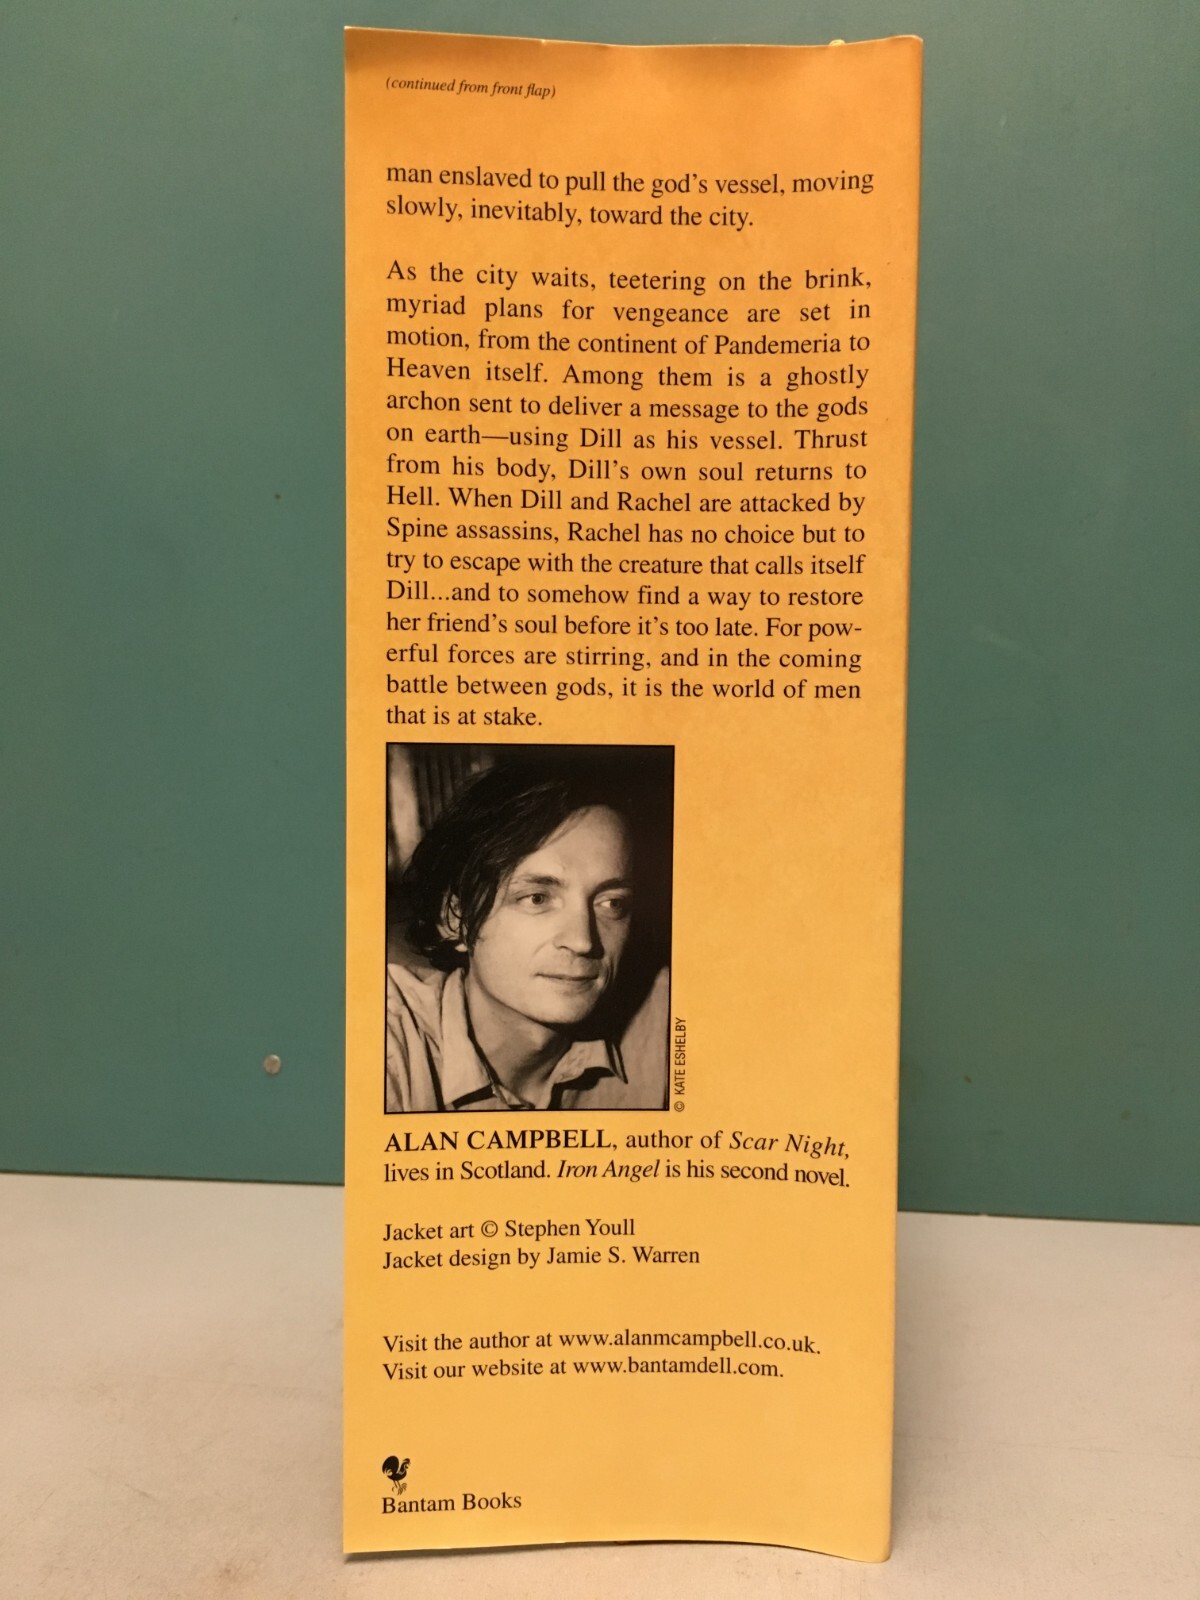 (continued from front flap)
man enslaved to pull the god's vessel, moving
slowly, inevitably, toward the city.
As the city waits, teetering on the brink,
myriad plans for vengeance are set in
motion, from the continent of Pandemeria to
Heaven itself. Among them is a ghostly
archon sent to deliver a message to the gods
on earth—using Dill as his vessel. Thrust
from his body, Dill's own soul returns to
Hell. When Dill and Rachel are attacked by
Spine assassins, Rachel has no choice but to
try to escape with the creature that calls itself
Dill...and to somehow find a way to restore
her friend's soul before it's too late. For pow-
erful forces are stirring, and in the coming
battle between gods, it is the world of men
that is at stake.
© KATE ESHELBY
ALAN CAMPBELL, author of Scar Night,
lives in Scotland. Iron Angel is his second novel.
Jacket art © Stephen Youll
Jacket design by Jamie S. Warren
Visit the author at www.alanmcampbell.co.uk.
Visit our website at www.bantamdell.com.
Bantam Books